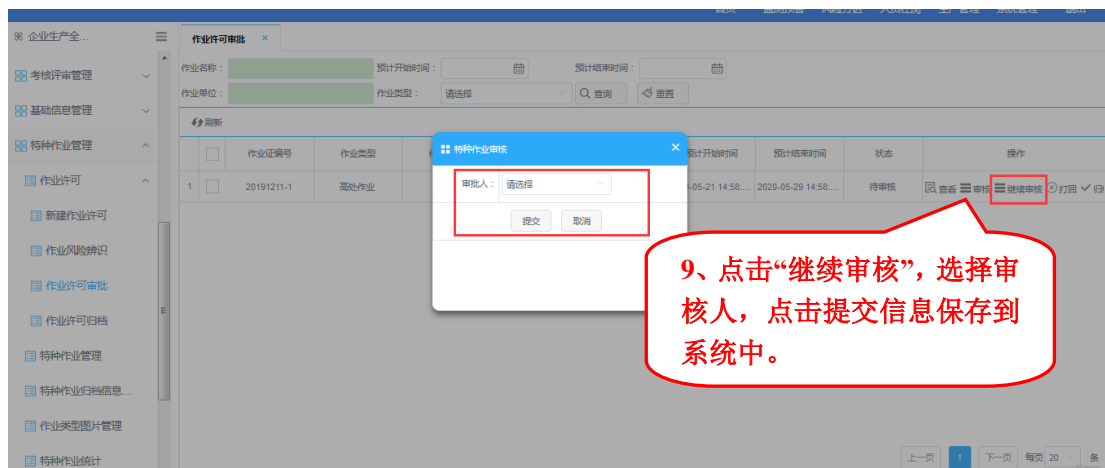 企业生产全...
作业许可审批 ×
考核评审管理
基础信息管理
特种作业管理
作业许可
新建作业许可
作业风险辨识
作业许可审批
作业许可归档
特种作业管理
特种作业归档信息...
作业类型图片管理
特种作业统计
作业名称： 预计开始时间： 预计结束时间：
作业单位： 作业类型： 请选择 查询 重置
刷新
作业证编号 作业类型 预计开始时间 预计结束时间 状态 操作
1 20191211-1 高处作业 -05-21 14:58:... 2020-05-29 14:58:... 待审核 查看 审核 继续审核 打回 归
特种作业审核 ×
审批人： 请选择
提交 取消
9、点击“继续审核”，选择审
核人，点击提交信息保存到
系统中。
上一页 1 下一页 每页 20 条